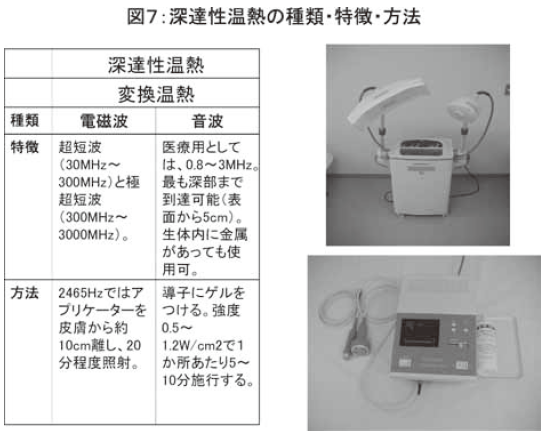 図7：深達性温熱の種類・特徴・方法
深達性温熱
変換温熱
種類
電磁波
音波
特徴
超短波
（30MHz～
300MHz）と極
超短波
（300MHz～
3000MHz）。
医療用として
は、0.8～3MHz。
最も深部まで
到達可能（表
面から5cm）。
生体内に金属
があっても使
用可。
方法
2465Hzではア
プリケーターを
皮膚から約
10cm離し、20
分程度照射。
導子にゲルを
つける。強度
0.5～
1.2W/cm2で1
か所あたり5～
10分施行する。